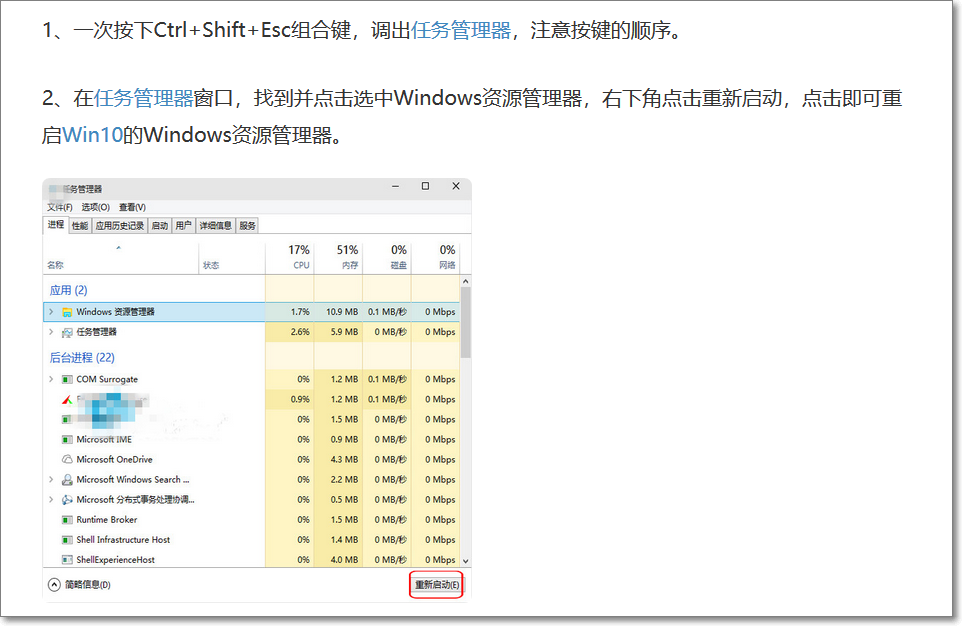 1、一次按下Ctrl+Shift+Esc组合键，调出任务管理器，注意按键的顺序。
2、在任务管理器窗口，找到并点击选中Windows资源管理器，右下角点击重新启动，点击即可重
启Win10的Windows资源管理器。
任务管理器
文件(F) 选项(O) 查看(V)
进程 性能 应用历史记录 启动 用户 详细信息 服务
17% 51% 0% 0%
名称 状态 CPU 内存 磁盘 网络
应用 (2)
Windows 资源管理器 1.7% 10.9 MB 0.1 MB/秒 0 Mbps
任务管理器 2.6% 5.9 MB 0 MB/秒 0 Mbps
后台进程 (22)
COM Surrogate 0% 1.2 MB 0.1 MB/秒 0 Mbps
0.9% 1.2 MB 0.1 MB/秒 0 Mbps
0% 1.5 MB 0 MB/秒 0 Mbps
Microsoft IME 0% 0.9 MB 0 MB/秒 0 Mbps
Microsoft OneDrive 0% 4.3 MB 0 MB/秒 0 Mbps
Microsoft Windows Search ... 0% 2.2 MB 0 MB/秒 0 Mbps
Microsoft 分布式事务处理协调... 0% 0.5 MB 0 MB/秒 0 Mbps
Runtime Broker 0% 1.5 MB 0 MB/秒 0 Mbps
Shell Infrastructure Host 0% 1.4 MB 0 MB/秒 0 Mbps
ShellExperienceHost 0% 4.0 MB 0 MB/秒 0 Mbps
简略信息(D) 重新启动(E)